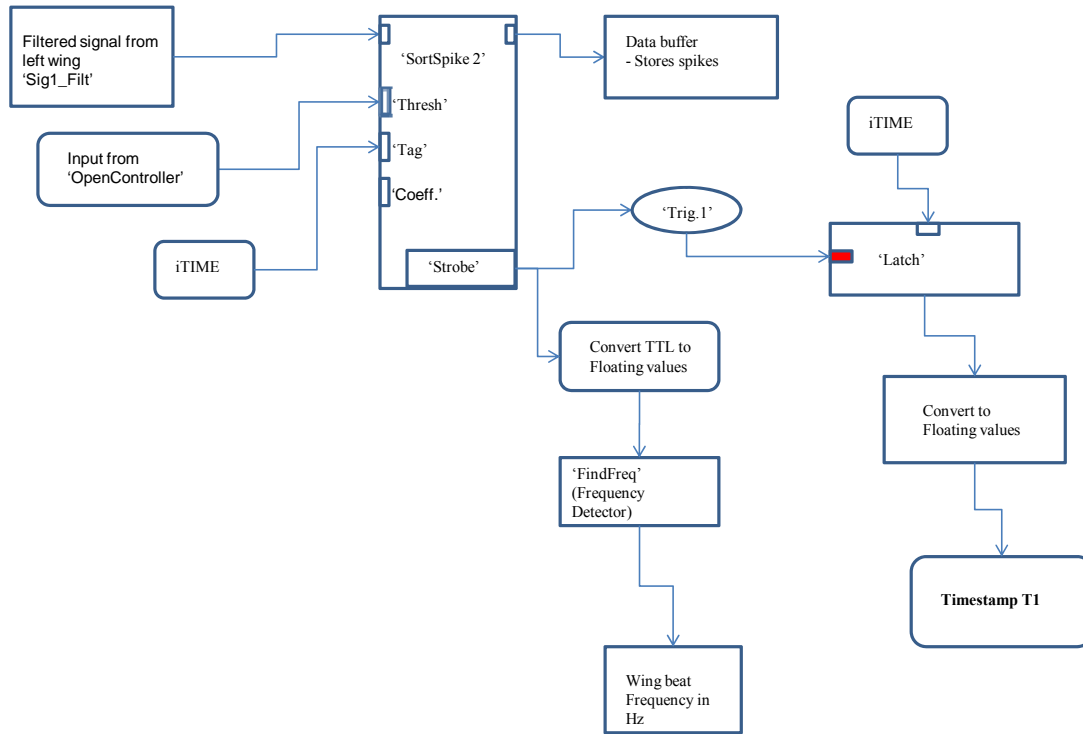 Filtered signal from
left wing
‘Sig1_Filt’
‘SortSpike 2’
Data buffer
- Stores spikes
‘Thresh’
Input from
‘OpenController’
‘Tag’
‘Coeff.’
iTIME
‘Strobe’
‘Trig.1’
iTIME
‘Latch’
Convert TTL to
Floating values
Convert to
Floating values
‘FindFreq’
(Frequency
Detector)
Timestamp T1
Wing beat
Frequency in
Hz